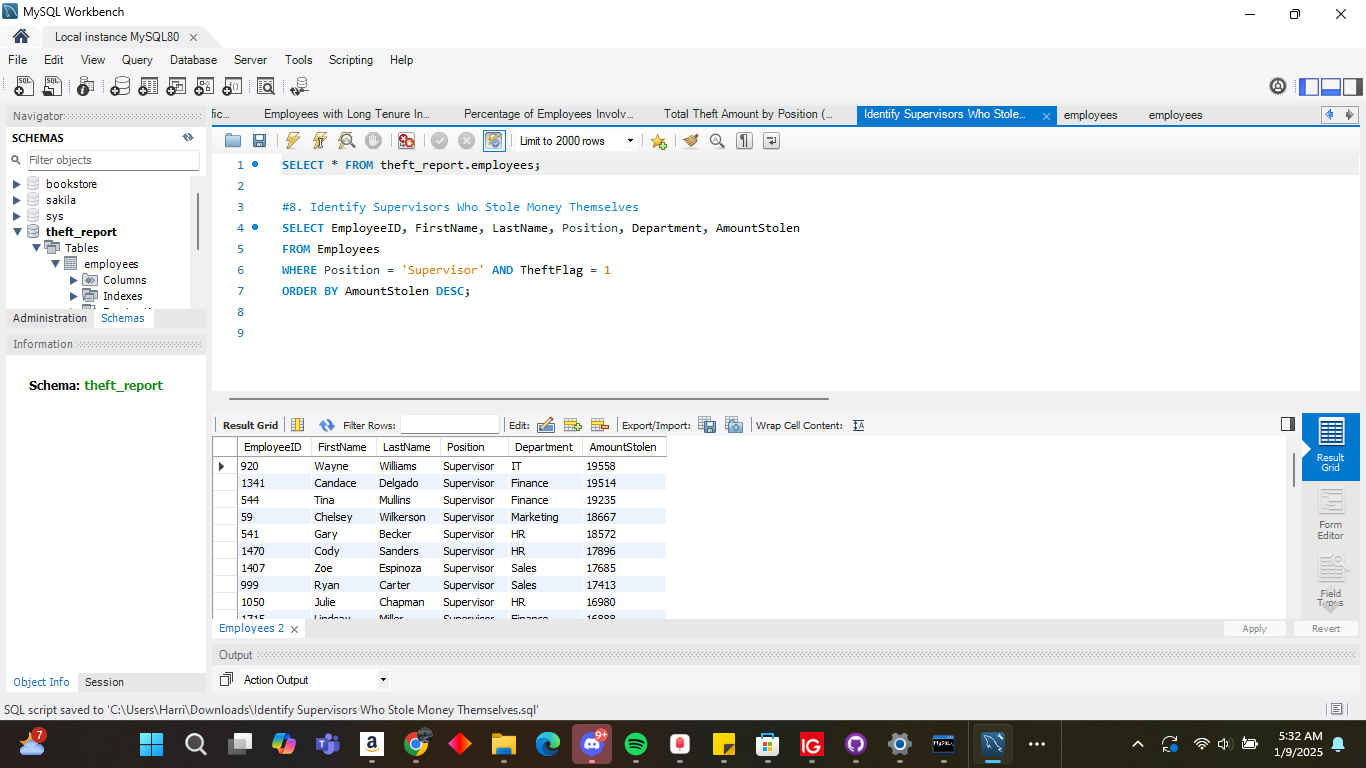 MySQL Workbench
Local instance MySQL80
File Edit View Query Database Server Tools Scripting Help
Navigator
SCHEMAS
Filter objects
bookstore
sakila
sys
theft_report
Tables
employees
Columns
Indexes
Administration Schemas
Information
Schema: theft_report
Object Info Session
fic... Employees with Long Tenure In... Percentage of Employees Involv... Total Theft Amount by Position (... Identify Supervisors Who Stole... employees employees
Limit to 2000 rows
1 SELECT * FROM theft_report.employees;
2
3 #8. Identify Supervisors Who Stole Money Themselves
4 SELECT EmployeeID, FirstName, LastName, Position, Department, AmountStolen
5 FROM Employees
6 WHERE Position = 'Supervisor' AND TheftFlag = 1
7 ORDER BY AmountStolen DESC;
8
9
Result Grid Filter Rows: Edit: Export/Import: Wrap Cell Content:
EmployeeID FirstName LastName Position Department AmountStolen
920 Wayne Williams Supervisor IT 19558
1341 Candace Delgado Supervisor Finance 19514
544 Tina Mullins Supervisor Finance 19235
59 Chelsey Wilkerson Supervisor Marketing 18667
541 Gary Becker Supervisor HR 18572
1470 Cody Sanders Supervisor HR 17896
1407 Zoe Espinoza Supervisor Sales 17685
999 Ryan Carter Supervisor Sales 17413
1050 Julie Chapman Supervisor HR 16980
1715 Lindsay Miller Supervisor Finance 16888
Result Grid
Form Editor
Field Types
Employees 2
Apply Revert
Output
Action Output
SQL script saved to 'C:\Users\Harri\Downloads\Identify Supervisors Who Stole Money Themselves.sql'
7
9+
IG
MySQL
5:32 AM
1/9/2025